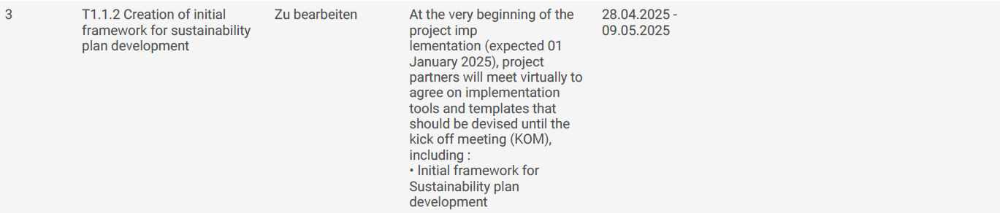 3
T1.1.2 Creation of initial
framework for sustainability
plan development
Zu bearbeiten
At the very beginning of the
project imp
lementation (expected 01
January 2025), project
partners will meet virtually to
agree on implementation
tools and templates that
should be devised until the
kick off meeting (KOM),
including :
• Initial framework for
Sustainability plan
development
28.04.2025 -
09.05.2025